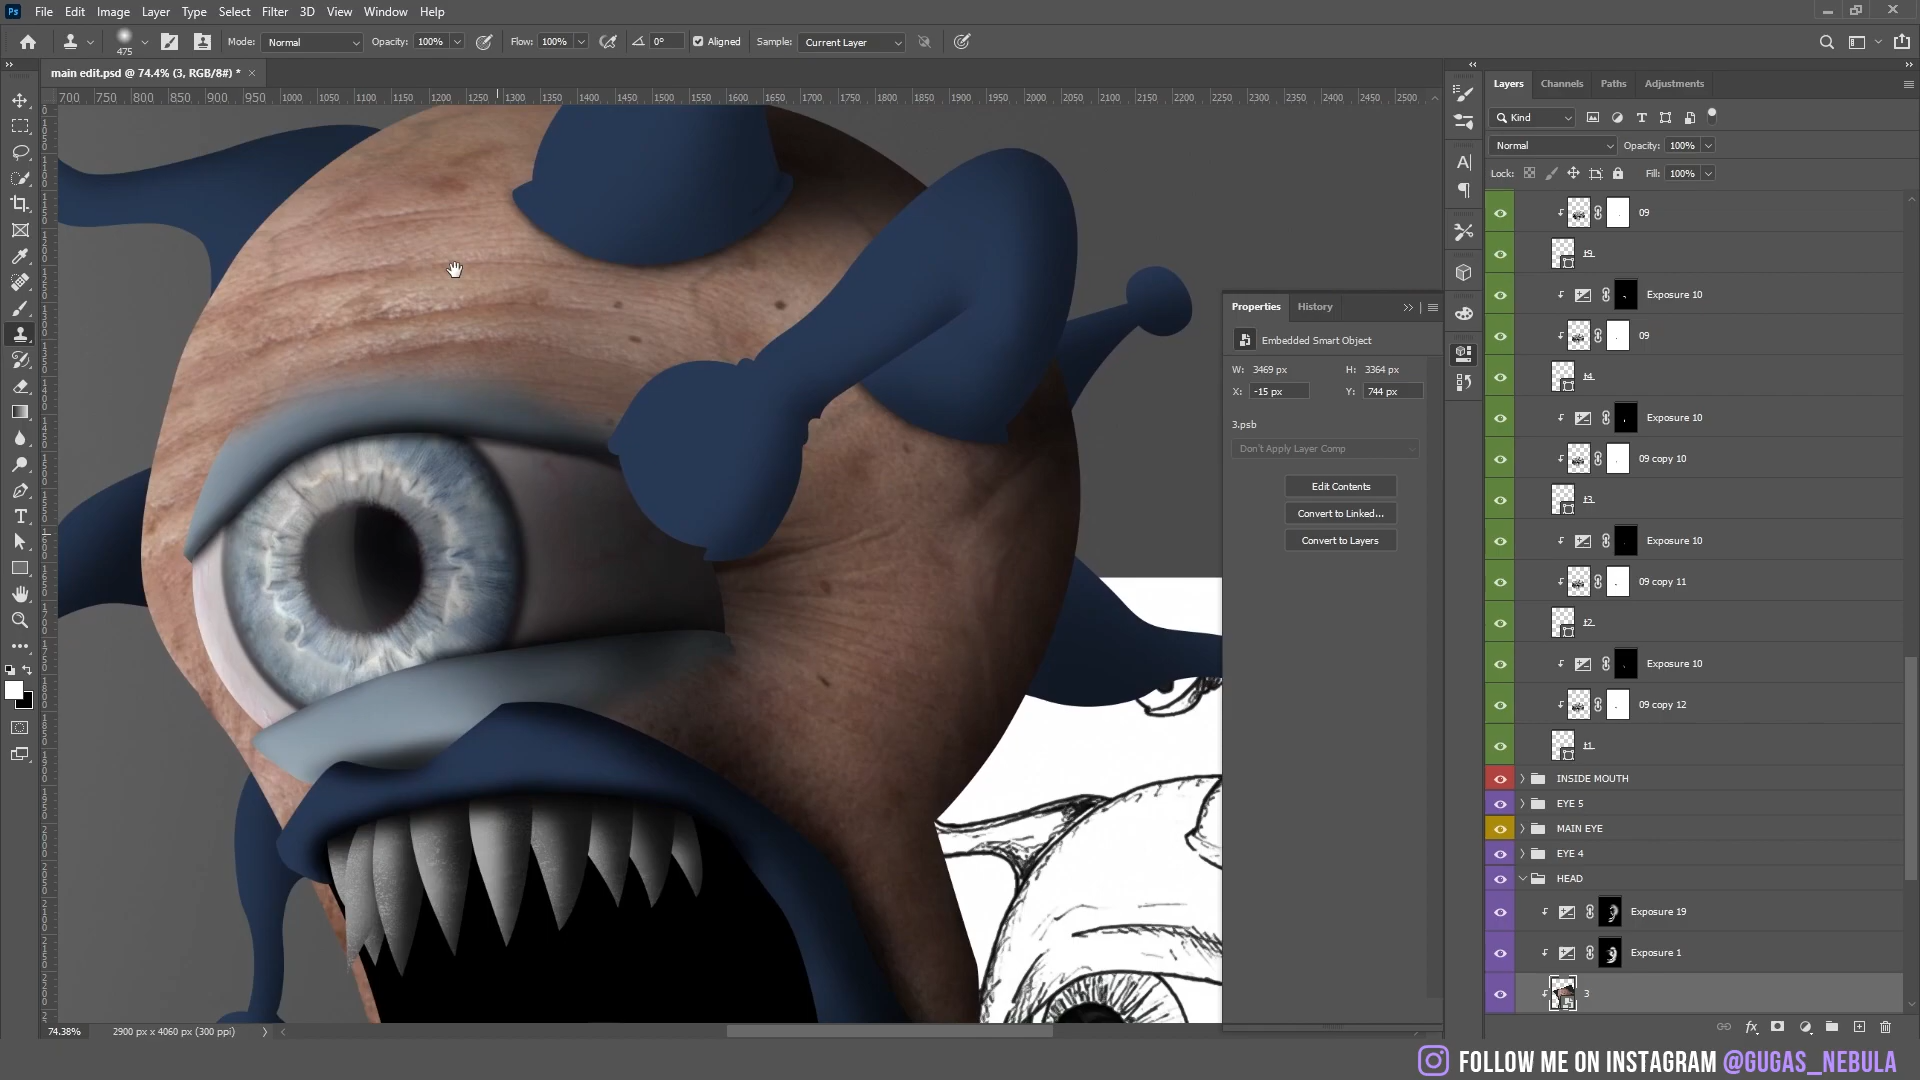 Ps File Edit Image Layer Type Select Filter 3D View Window Help
475 Mode: Normal Opacity: 100% Flow: 100% 0° Aligned Sample: Current Layer
main edit.psd @ 74.4% (3, RGB/8#) * ×
Layers Channels Paths Adjustments
700 750 800 850 900 950 1000 1050 1100 1150 1200 1250 1300 1350 1400 1450 1500 1550 1600 1650 1700 1750 1800 1850 1900 1950 2000 2050 2100 2150 2200 2250 2300 2350 2400 2500
Kind
Normal Opacity: 100%
Lock: Fill: 100%
09
t9
Exposure 10
09
t4
Exposure 10
09 copy 10
t3
Exposure 10
09 copy 11
t2
Exposure 10
09 copy 12
t1
INSIDE MOUTH
EYE 5
MAIN EYE
EYE 4
HEAD
Exposure 19
Exposure 1
3
Properties History
Embedded Smart Object
W: 3469 px H: 3364 px
X: -15 px Y: 744 px
3.psb
Don't Apply Layer Comp
Edit Contents
Convert to Linked...
Convert to Layers
74.38% 2900 px x 4060 px (300 ppi)
FOLLOW ME ON INSTAGRAM @GUGAS_NEBULA